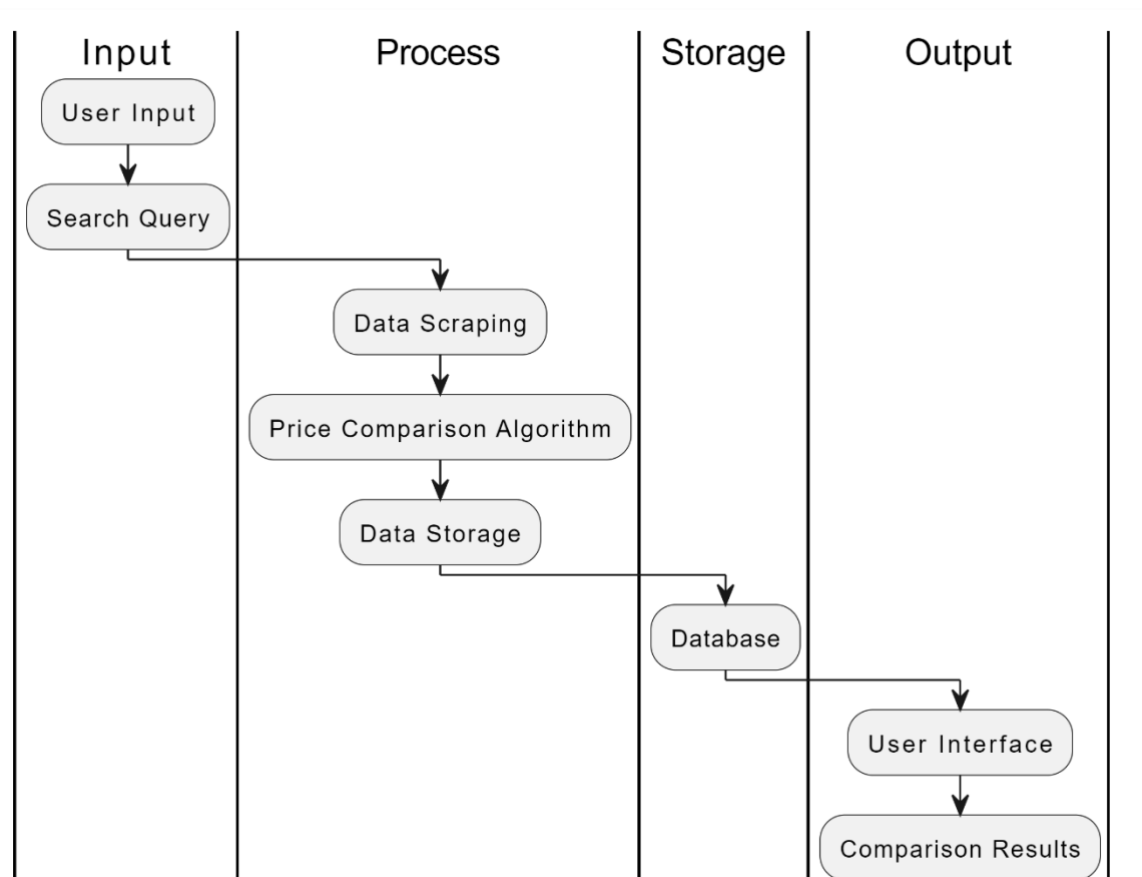 Input
Process
Storage
Output
User Input
Search Query
Data Scraping
Price Comparison Algorithm
Data Storage
Database
User Interface
Comparison Results